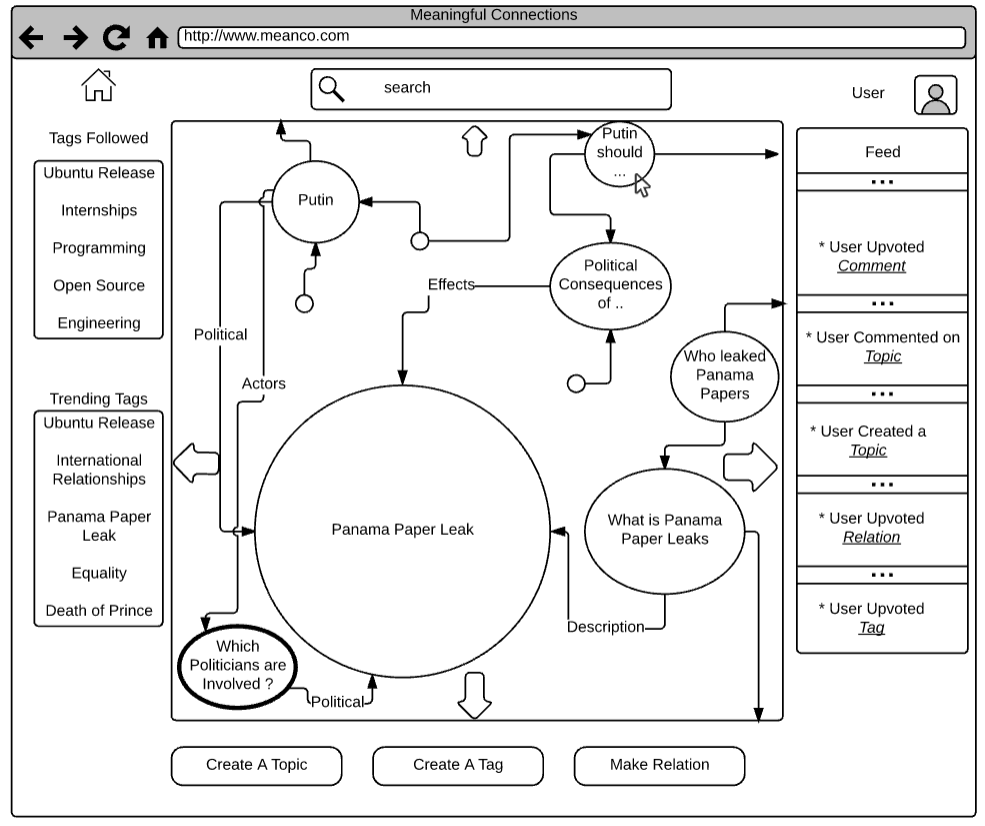 Meaningful Connections
http://www.meanco.com
search
User
Tags Followed
Ubuntu Release
Internships
Programming
Open Source
Engineering
Trending Tags
Ubuntu Release
International
Relationships
Panama Paper
Leak
Equality
Death of Prince
Putin
should
...
Putin
Political
Consequences
of ..
Effects
Political
Actors
Who leaked
Panama
Papers
Panama Paper Leak
What is Panama
Paper Leaks
Description
Which
Politicians are
Involved ?
Political
Feed
...
* User Upvoted
Comment
...
* User Commented on
Topic
...
* User Created a
Topic
...
* User Upvoted
Relation
...
* User Upvoted
Tag
Create A Topic
Create A Tag
Make Relation